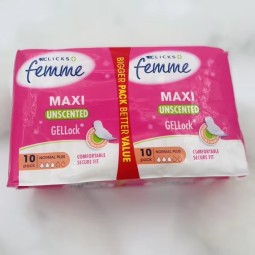 CLICKS
femme
MAXI
UNSCENTED
GELLock
10
NORMAL PLUS
COMFORTABLE
SECURE FIT
BIGGER PACK BETTER VALUE
CLICKS
femme
MAXI
UNSCENTED
GELLock
10
NORMAL PLUS
COMFORTABLE
SECURE FIT